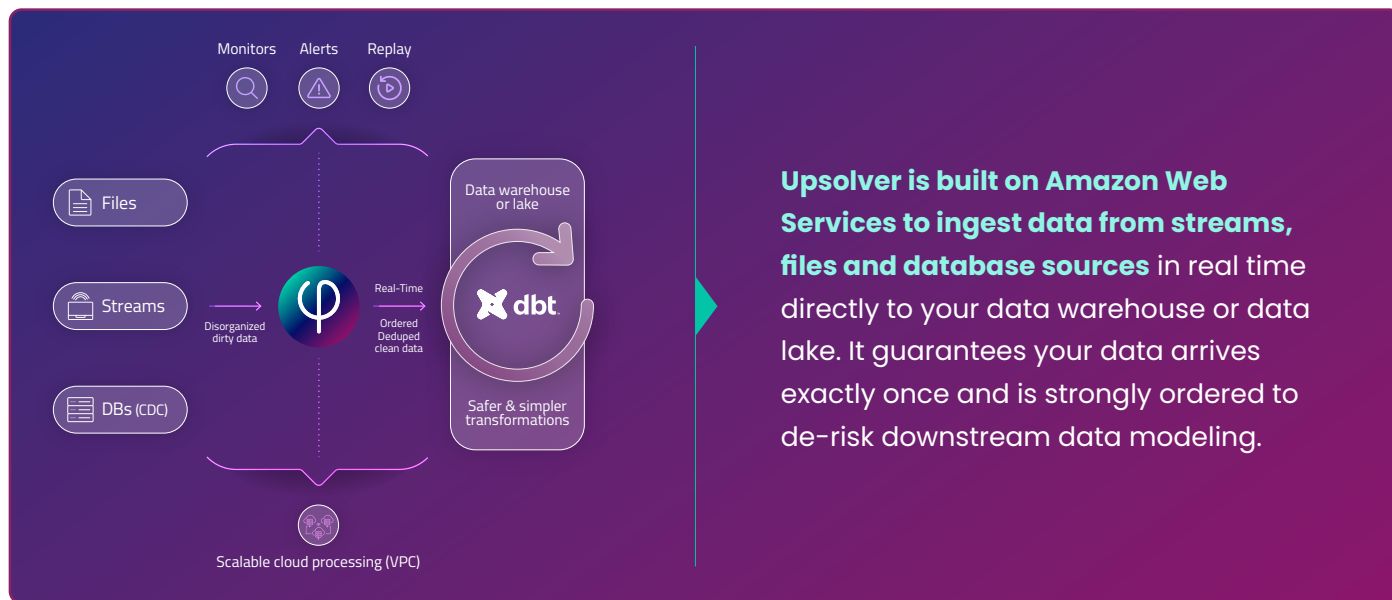 Monitors Alerts Replay
Files
Streams
DBs (CDC)
Disorganized
dirty data
Real-Time
Ordered
Deduped
clean data
Data warehouse
or lake
dbt
Safer & simpler
transformations
Scalable cloud processing (VPC)
Upsolver is built on Amazon Web
Services to ingest data from streams,
files and database sources in real time
directly to your data warehouse or data
lake. It guarantees your data arrives
exactly once and is strongly ordered to
de-risk downstream data modeling.